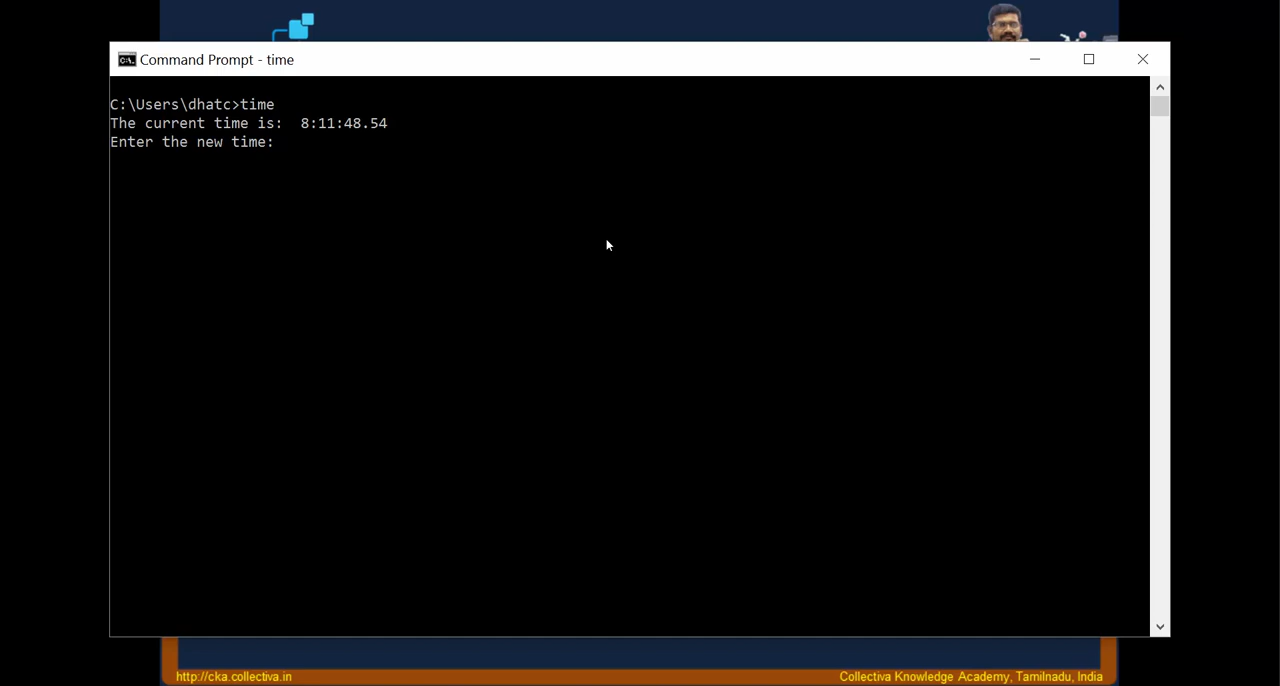 Command Prompt - time
C:\Users\dhatc>time
The current time is:  8:11:48.54
Enter the new time:
http://cka.collectiva.in
Collectiva Knowledge Academy, Tamilnadu, India